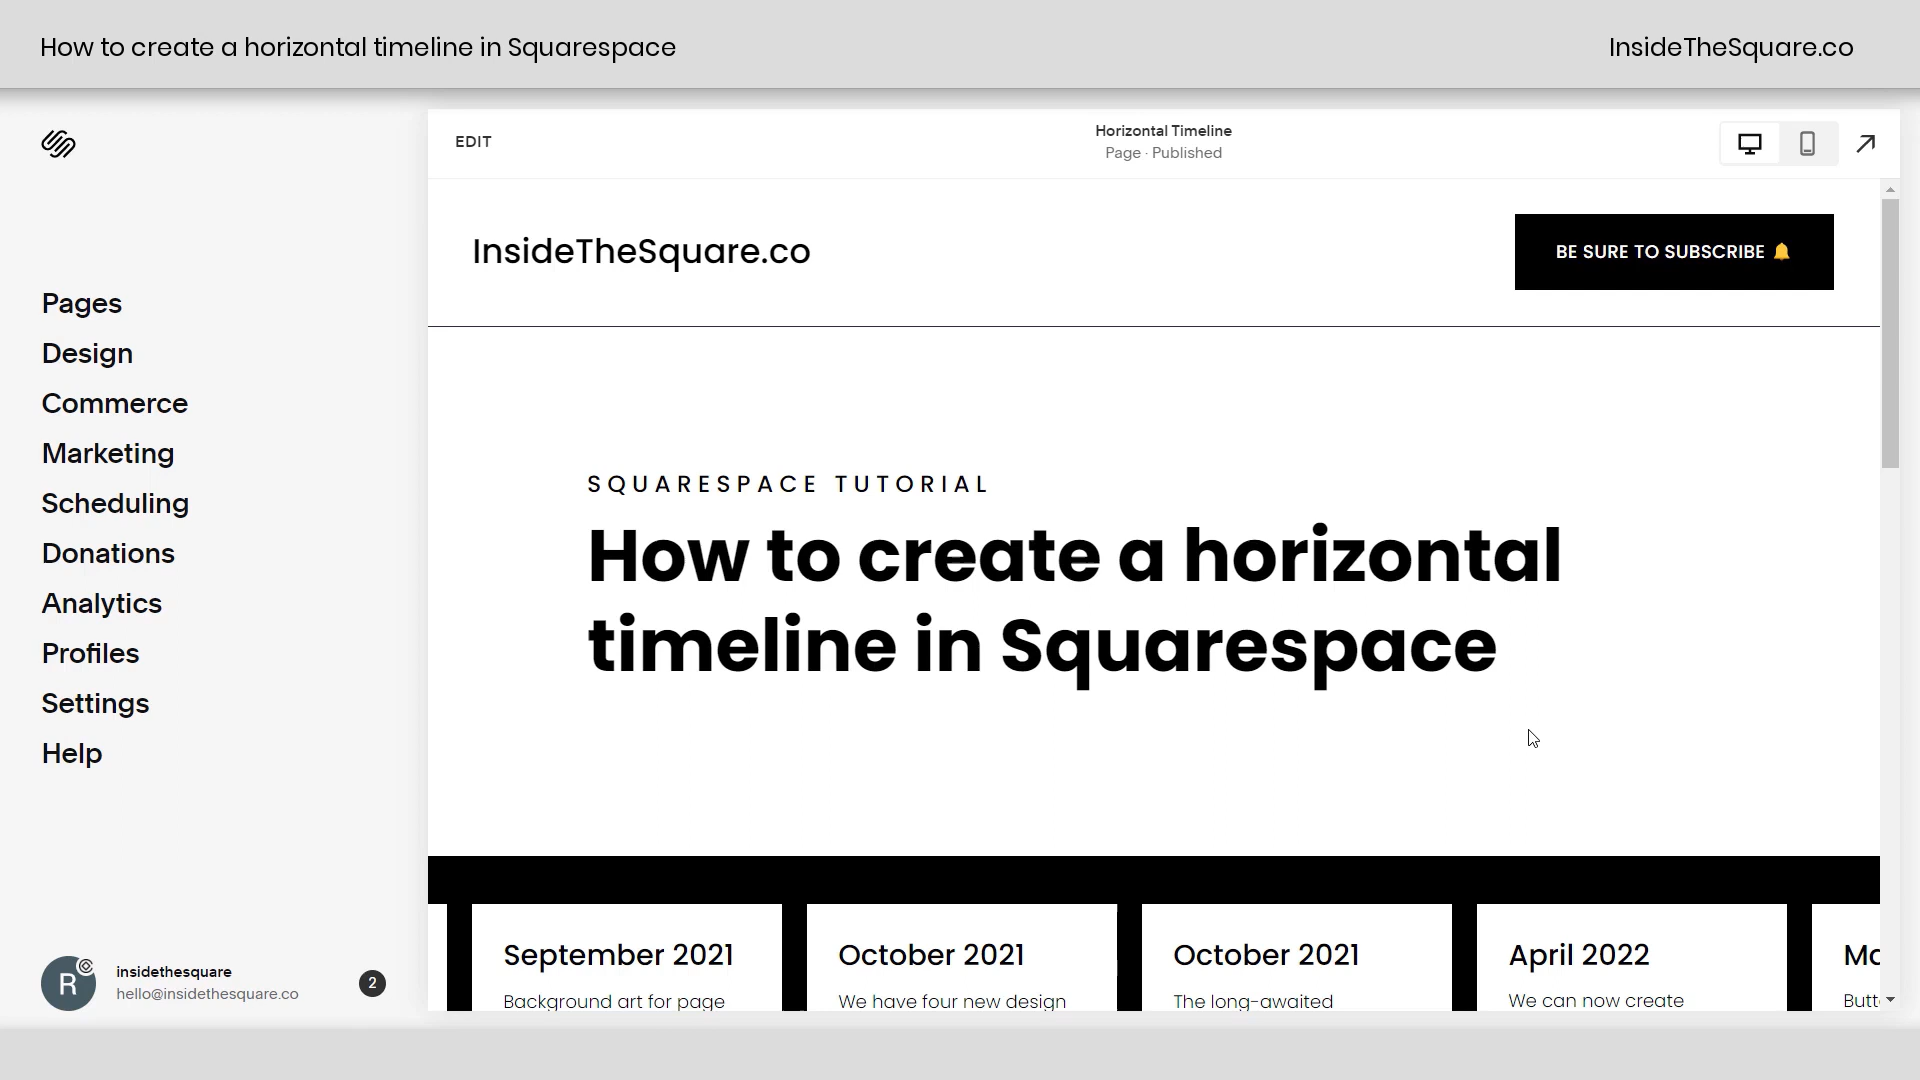 How to create a horizontal timeline in Squarespace
InsideTheSquare.co
EDIT
Horizontal Timeline
Page · Published
InsideTheSquare.co
BE SURE TO SUBSCRIBE 🔔
Pages
Design
Commerce
Marketing
Scheduling
Donations
Analytics
Profiles
Settings
Help
SQUARESPACE TUTORIAL
How to create a horizontal
timeline in Squarespace
September 2021
Background art for page
October 2021
We have four new design
October 2021
The long-awaited
April 2022
We can now create
R
insidethesquare
hello@insidethesquare.co
2